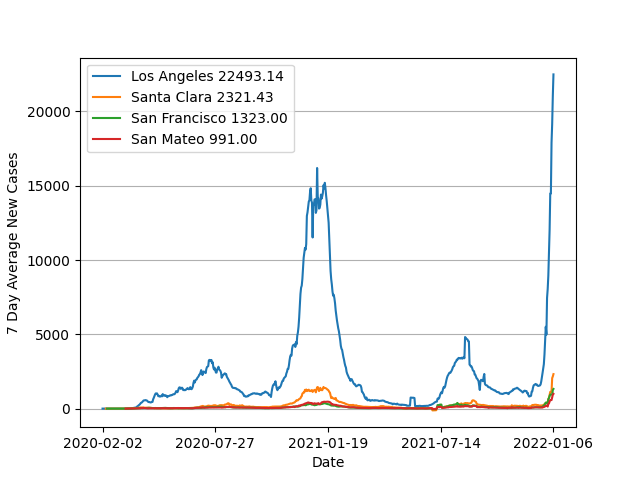 Los Angeles 22493.14
Santa Clara 2321.43
San Francisco 1323.00
San Mateo 991.00
7 Day Average New Cases
20000
15000
10000
5000
0
2020-02-02 2020-07-27 2021-01-19 2021-07-14 2022-01-06
Date